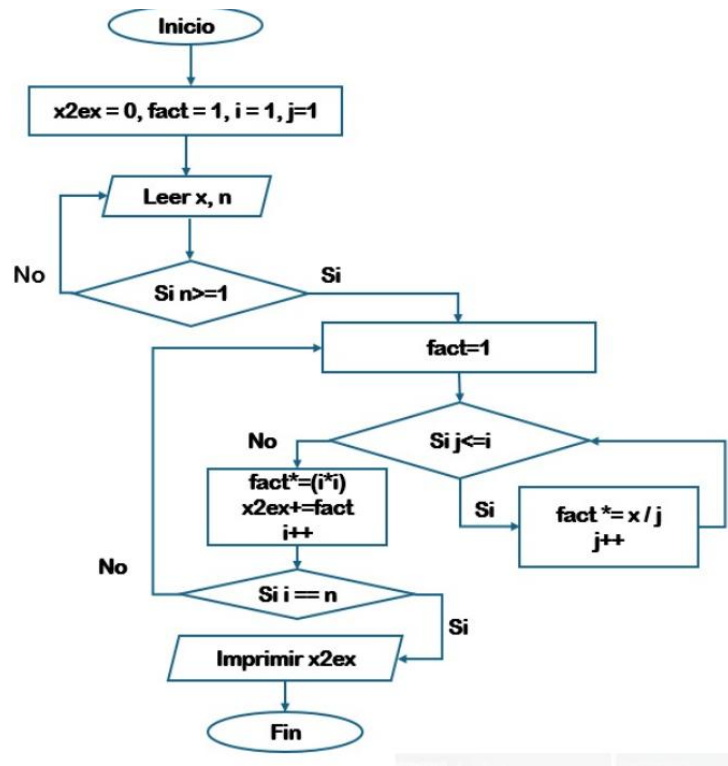 Inicio
x2ex = 0, fact = 1, i = 1, j=1
Leer x, n
No
Si n>=1
Si
fact=1
Si j<=i
No
fact*=(i*i)
x2ex+=fact
i++
Si
fact *= x / j
j++
No
Si i == n
Si
Imprimir x2ex
Fin